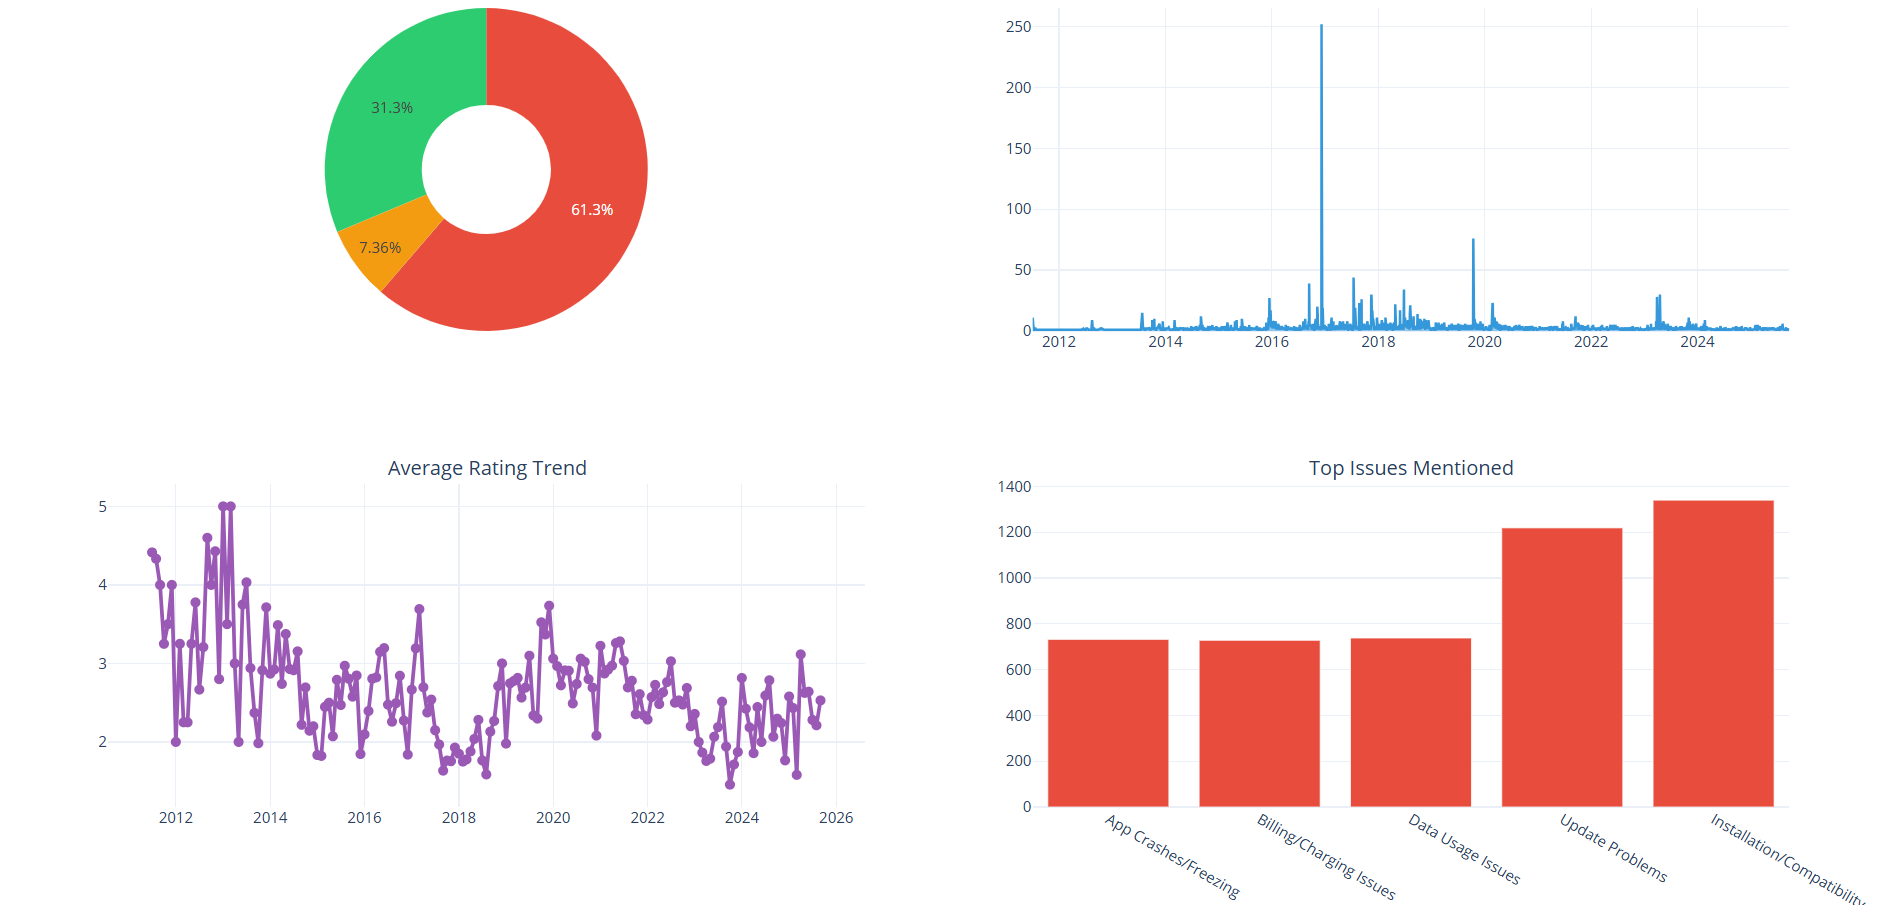 31.3%
61.3%
7.36%
250
200
150
100
50
0
2012 2014 2016 2018 2020 2022 2024
Average Rating Trend
5
4
3
2
2012 2014 2016 2018 2020 2022 2024 2026
Top Issues Mentioned
1400
1200
1000
800
600
400
200
0
App Crashes/Freezing
Billing/Charging Issues
Data Usage Issues
Update Problems
Installation/Compatibility